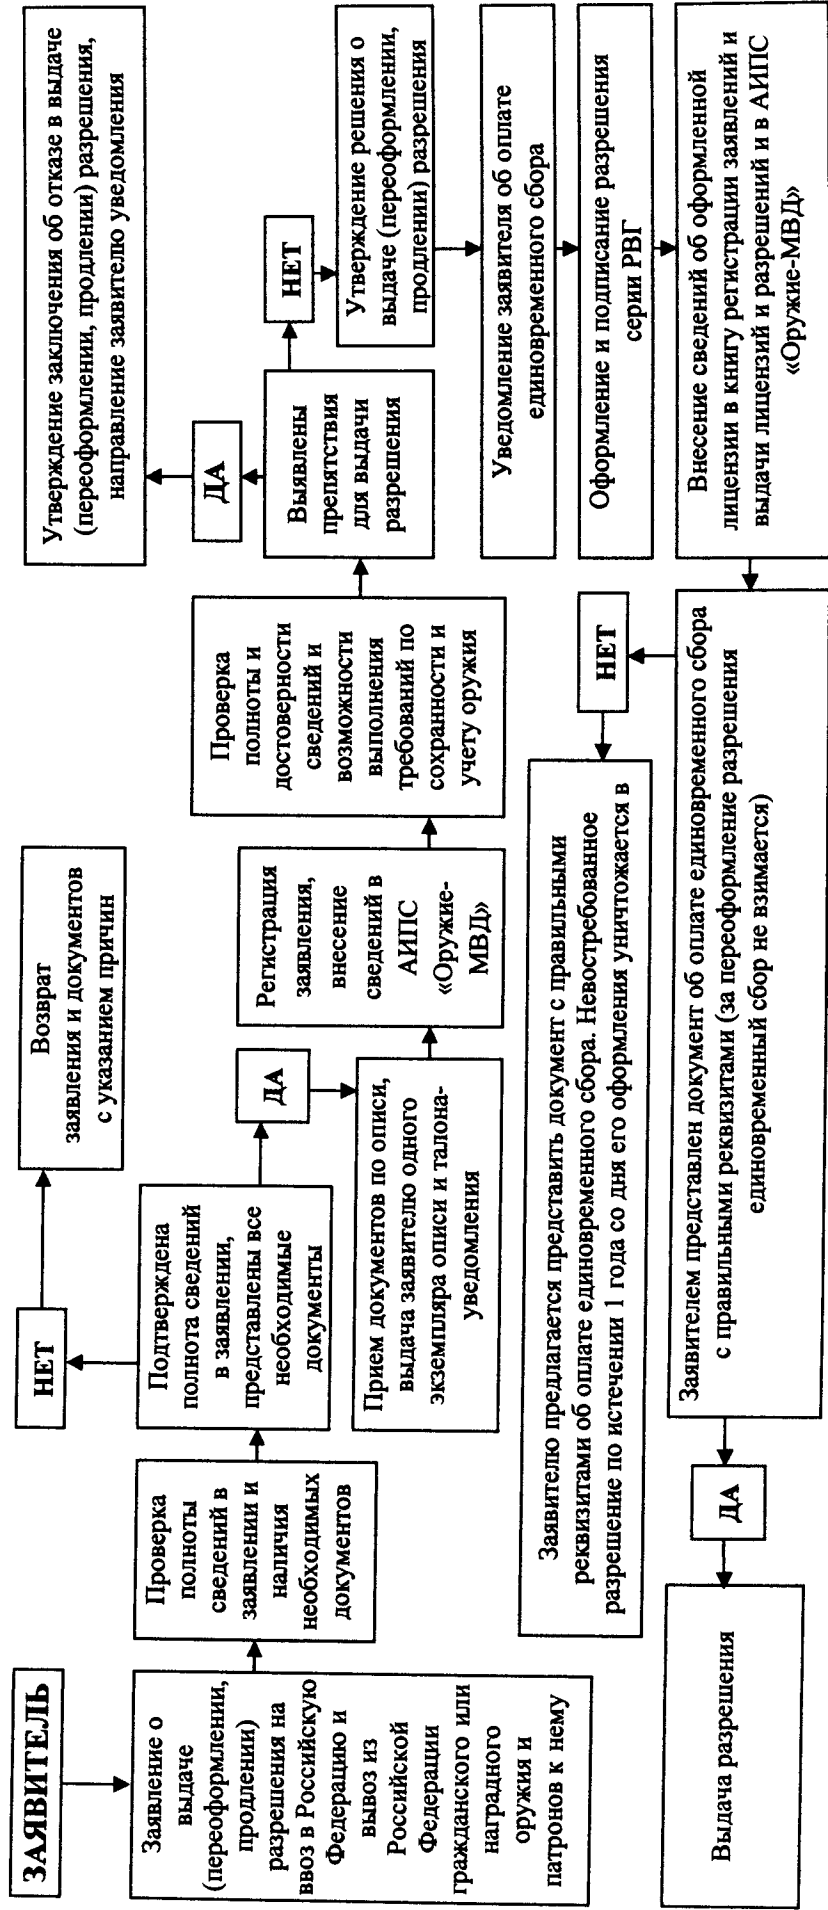 ЗАЯВИТЕЛЬ
Заявление о
выдаче
(переоформлении,
продлении)
разрешения на
ввоз в Российскую
Федерацию и
вывоз из
Российской
Федерации
гражданского или
наградного
оружия и
патронов к нему
Проверка
полноты
сведений в
заявлении и
наличия
необходимых
документов
НЕТ
Подтверждена
полнота сведений
в заявлении,
представлены все
необходимые
документы
Возврат
заявления и документов
с указанием причин
ДА
Прием документов по описи,
выдача заявителю одного
экземпляра описи и талона-
уведомления
Регистрация
заявления,
внесение
сведений в
АИПС
«Оружие-
МВД»
Проверка
полноты и
достоверности
сведений и
возможности
выполнения
требований по
сохранности и
учету оружия
Выявлены
препятствия
для выдачи
разрешения
ДА
Утверждение заключения об отказе в выдаче
(переоформлении, продлении) разрешения,
направление заявителю уведомления
НЕТ
Утверждение решения о
выдаче (переоформлении,
продлении) разрешения
Уведомление заявителя об оплате
единовременного сбора
Оформление и подписание разрешения
серии РВГ
Внесение сведений об оформленной
лицензии в книгу регистрации заявлений и
выдачи лицензий и разрешений и в АИПС
«Оружие-МВД»
Заявителем представлен документ об оплате единовременного сбора
с правильными реквизитами (за переоформление разрешения
единовременный сбор не взимается)
НЕТ
Заявителю предлагается представить документ с правильными
реквизитами об оплате единовременного сбора. Невостребованное
разрешение по истечении 1 года со дня его оформления уничтожается в
ДА
Выдача разрешения